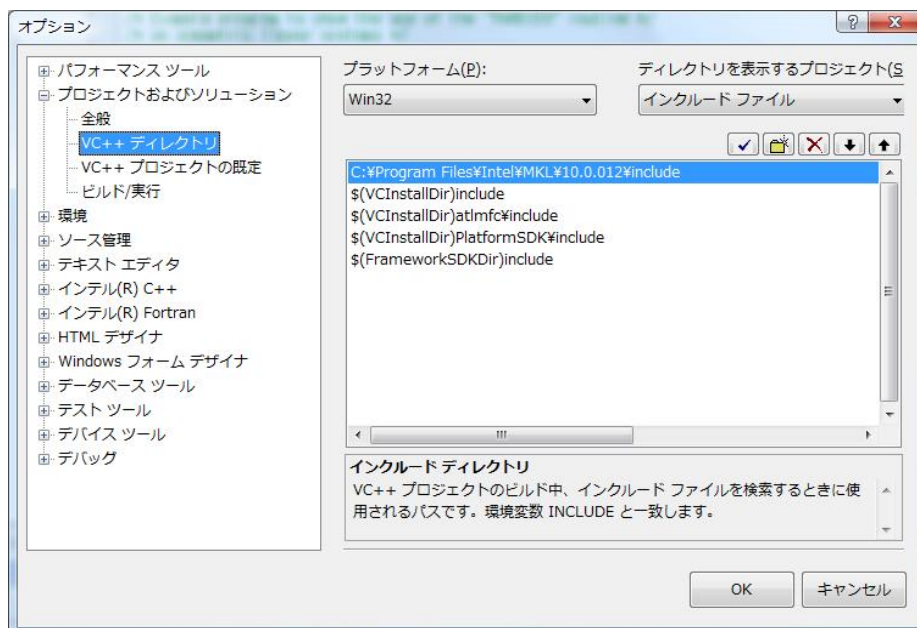 オプション
パフォーマンス ツール
プロジェクトおよびソリューション
全般
VC++ ディレクトリ
VC++ プロジェクトの既定
ビルド/実行
環境
ソース管理
テキスト エディタ
インテル(R) C++
インテル(R) Fortran
HTML デザイナ
Windows フォーム デザイナ
データベース ツール
テスト ツール
デバイス ツール
デバッグ
プラットフォーム(P):
Win32
ディレクトリを表示するプロジェクト(S
インクルード ファイル
C:¥Program Files¥Intel¥MKL¥10.0.012¥include
$(VCInstallDir)include
$(VCInstallDir)atlmfc¥include
$(VCInstallDir)PlatformSDK¥include
$(FrameworkSDKDir)include
インクルード ディレクトリ
VC++ プロジェクトのビルド中、インクルード ファイルを検索するときに使
用されるパスです。環境変数 INCLUDE と一致します。
OK
キャンセル